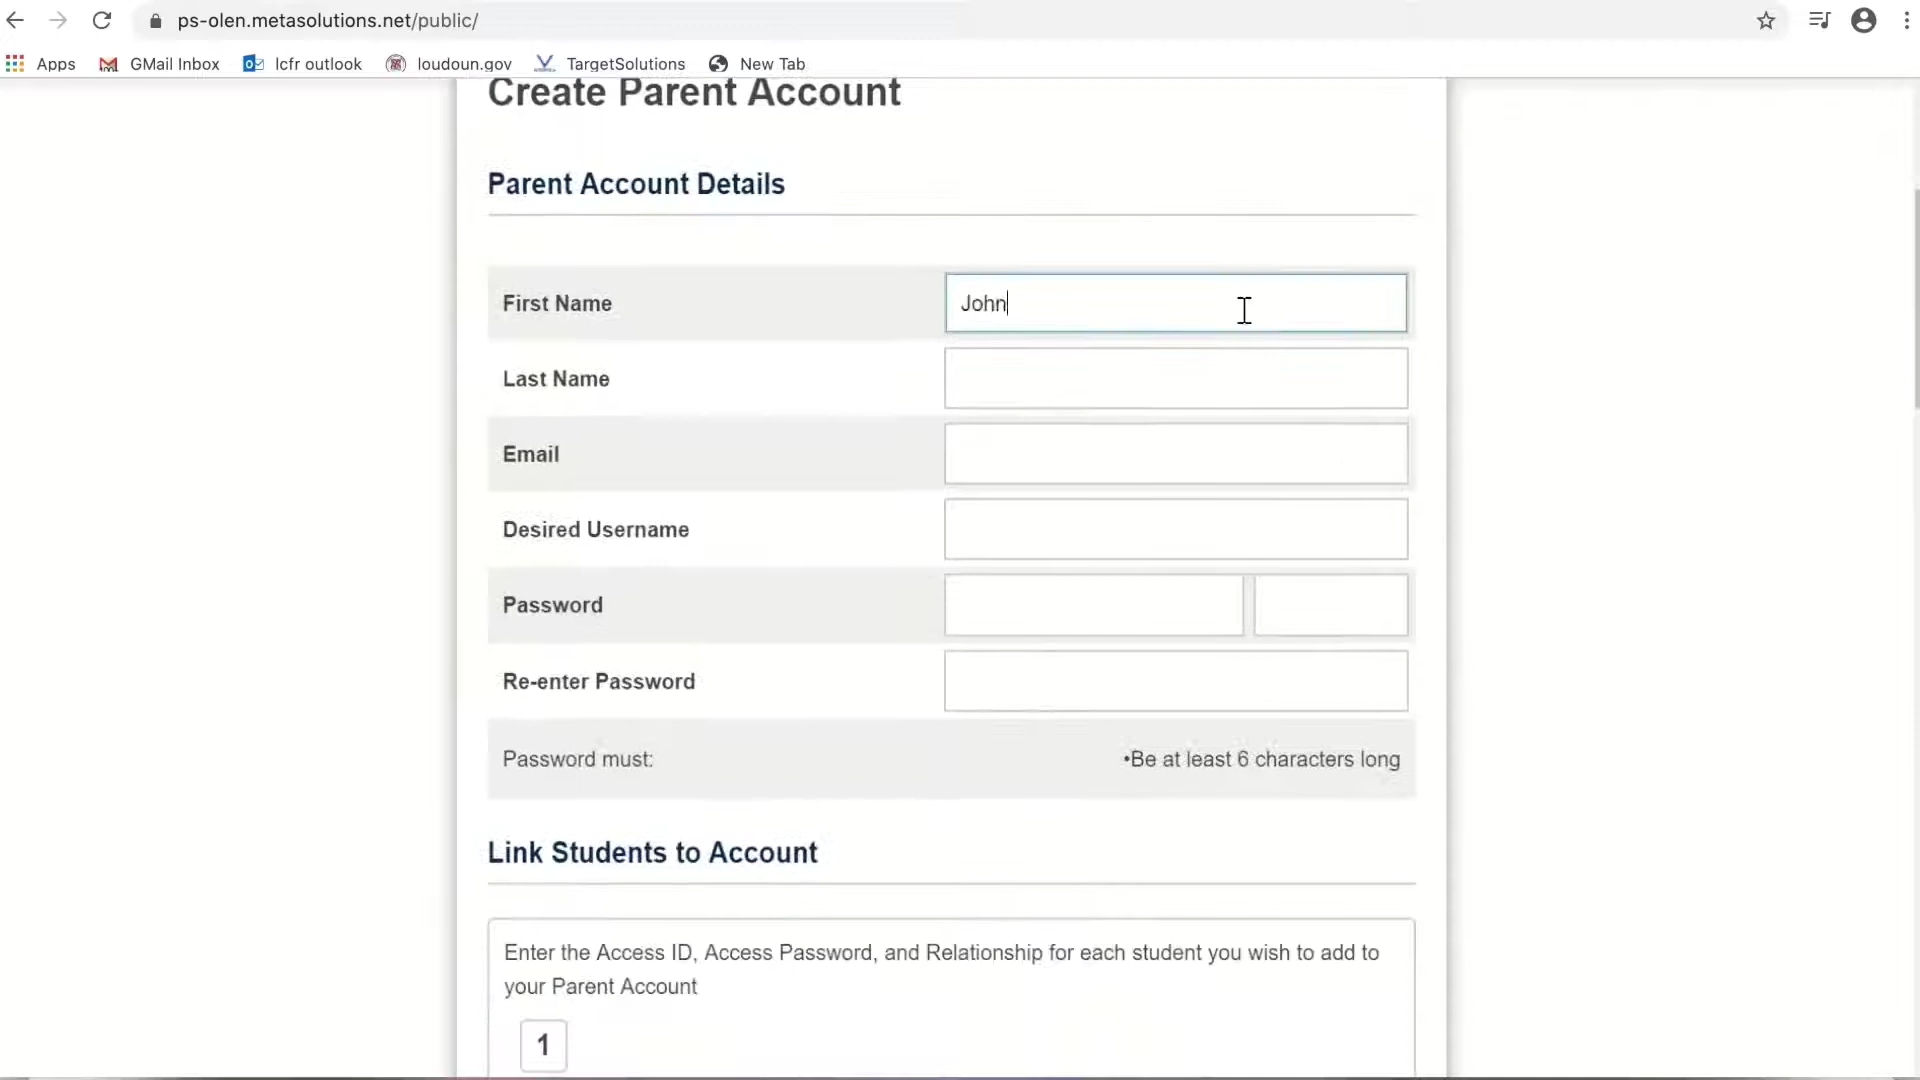 ps-olen.metasolutions.net/public/
Apps GMail Inbox lcfr outlook loudoun.gov TargetSolutions New Tab
Create Parent Account
Parent Account Details
First Name John
Last Name
Email
Desired Username
Password
Re-enter Password
Password must: •Be at least 6 characters long
Link Students to Account
Enter the Access ID, Access Password, and Relationship for each student you wish to add to
your Parent Account
1